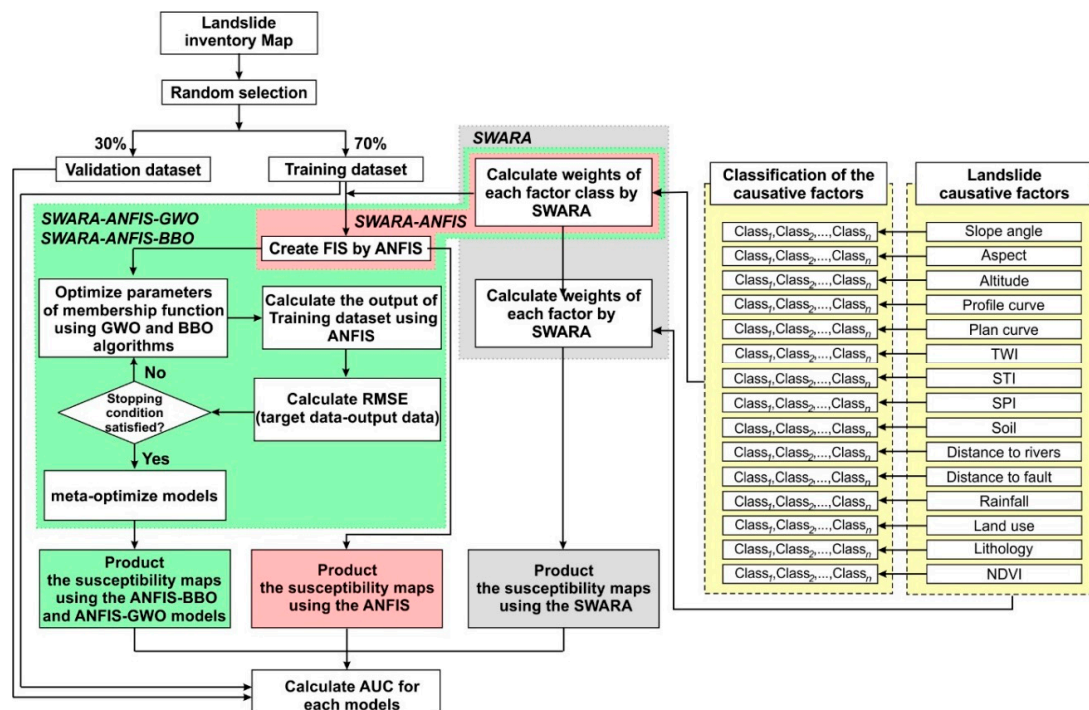 Landslide
inventory Map
Random selection
30%
70%
Validation dataset
Training dataset
SWARA
Calculate weights of
each factor class by
SWARA
SWARA-ANFIS-GWO
SWARA-ANFIS-BBO
SWARA-ANFIS
Create FIS by ANFIS
Optimize parameters
of membership function
using GWO and BBO
algorithms
Calculate the output of
Training dataset using
ANFIS
Calculate weights of
each factor by
SWARA
No
Stopping
condition
satisfied?
Calculate RMSE
(target data-output data)
Yes
meta-optimize models
Product
the susceptibility maps
using the ANFIS-BBO
and ANFIS-GWO models
Product
the susceptibility maps
using the ANFIS
Product
the susceptibility maps
using the SWARA
Calculate AUC for
each models
Classification of the
causative factors
Landslide
causative factors
Class1,Class2,...,Classn
Slope angle
Class1,Class2,...,Classn
Aspect
Class1,Class2,...,Classn
Altitude
Class1,Class2,...,Classn
Profile curve
Class1,Class2,...,Classn
Plan curve
Class1,Class2,...,Classn
TWI
Class1,Class2,...,Classn
STI
Class1,Class2,...,Classn
SPI
Class1,Class2,...,Classn
Soil
Class1,Class2,...,Classn
Distance to rivers
Class1,Class2,...,Classn
Distance to fault
Class1,Class2,...,Classn
Rainfall
Class1,Class2,...,Classn
Land use
Class1,Class2,...,Classn
Lithology
Class1,Class2,...,Classn
NDVI